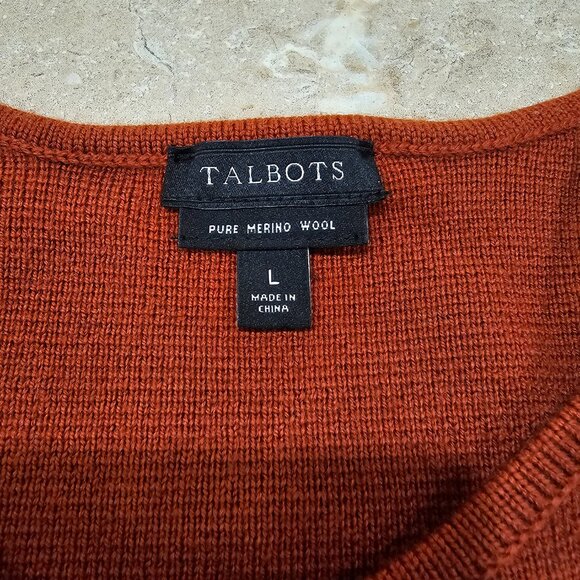 TALBOTS
PURE MERINO WOOL
L
MADE IN
CHINA